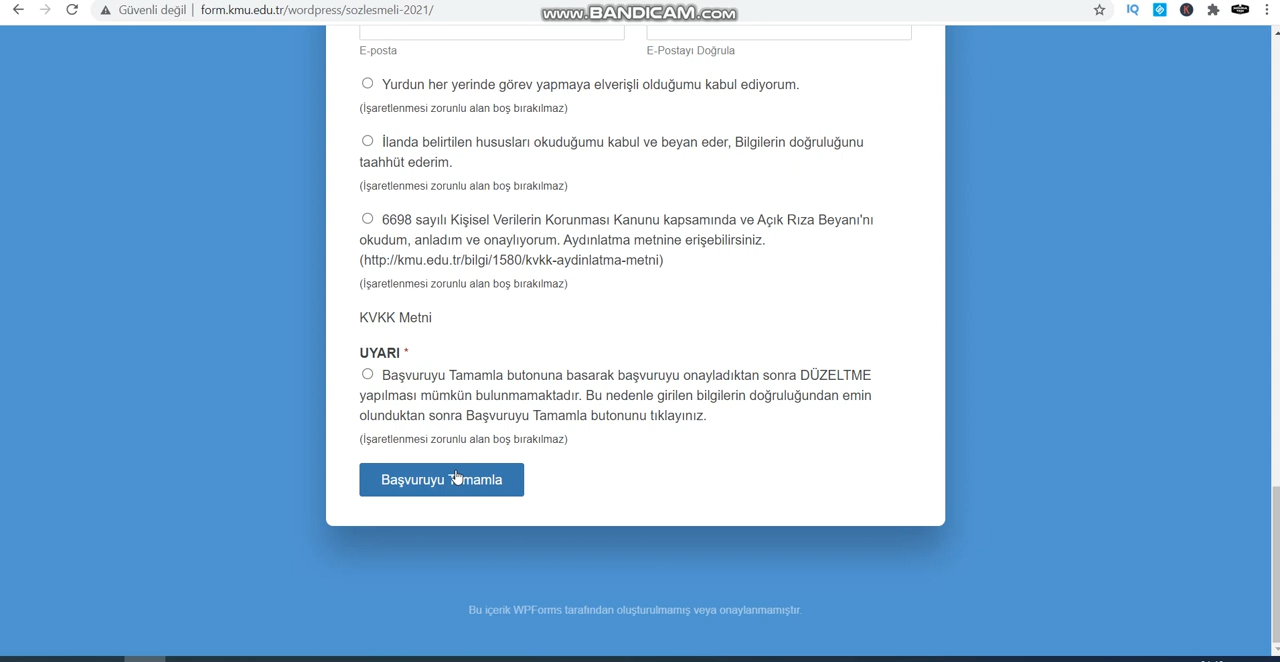 Güvenli değil
form.kmu.edu.tr/wordpress/sozlesmeli-2021/
www.BANDICAM.com
IQ
K
E-posta
E-Postayı Doğrula
Yurdun her yerinde görev yapmaya elverişli olduğumu kabul ediyorum.
(İşaretlenmesi zorunlu alan boş bırakılmaz)
İlanda belirtilen hususları okuduğumu kabul ve beyan eder, Bilgilerin doğruluğunu
taahhüt ederim.
(İşaretlenmesi zorunlu alan boş bırakılmaz)
6698 sayılı Kişisel Verilerin Korunması Kanunu kapsamında ve Açık Rıza Beyanı'nı
okudum, anladım ve onaylıyorum. Aydınlatma metnine erişebilirsiniz.
(http://kmu.edu.tr/bilgi/1580/kvkk-aydinlatma-metni)
(İşaretlenmesi zorunlu alan boş bırakılmaz)
KVKK Metni
UYARI *
Başvuruyu Tamamla butonuna basarak başvuruyu onayladıktan sonra DÜZELTME
yapılması mümkün bulunmamaktadır. Bu nedenle girilen bilgilerin doğruluğundan emin
olunduktan sonra Başvuruyu Tamamla butonunu tıklayınız.
(İşaretlenmesi zorunlu alan boş bırakılmaz)
Başvuruyu Tamamla
Bu içerik WPForms tarafından oluşturulmamış veya onaylanmamıştır.